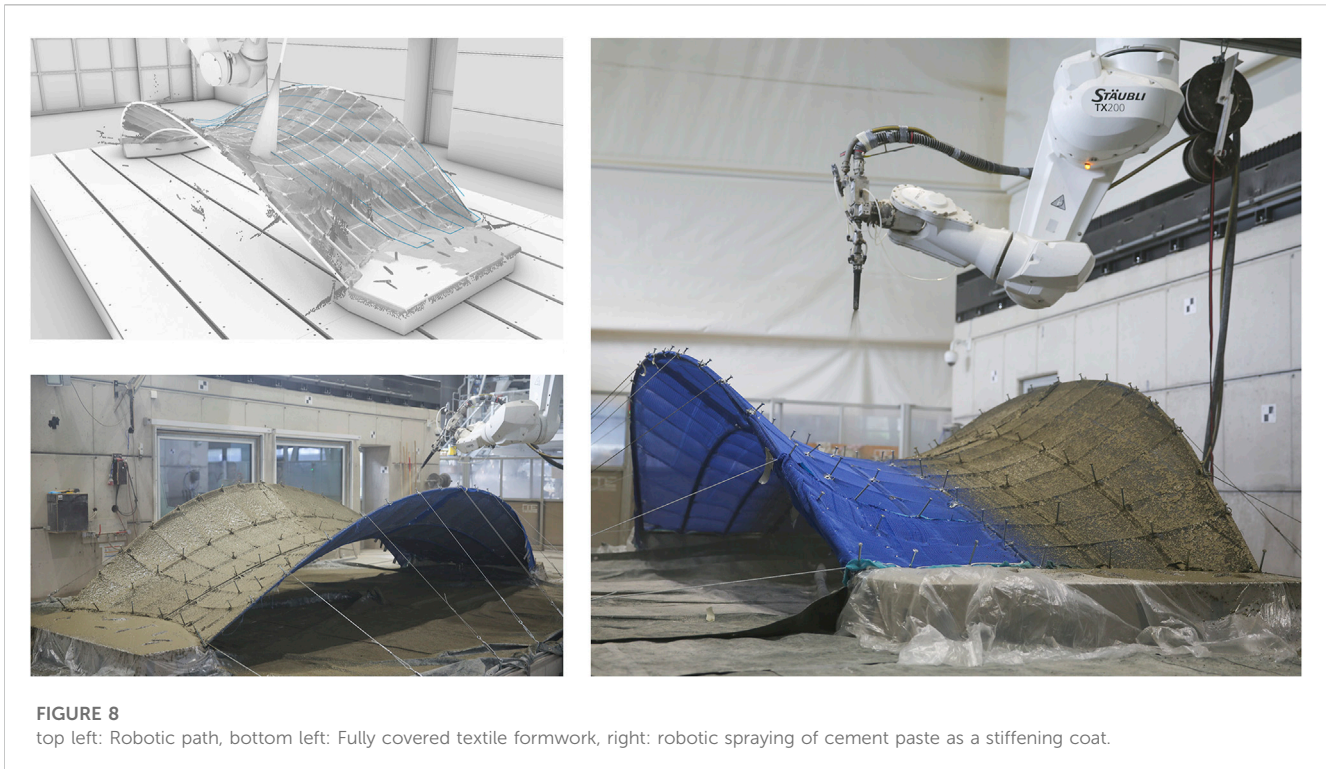 STÄUBLI
TX200
FIGURE 8
top left: Robotic path, bottom left: Fully covered textile formwork, right: robotic spraying of cement paste as a stiffening coat.